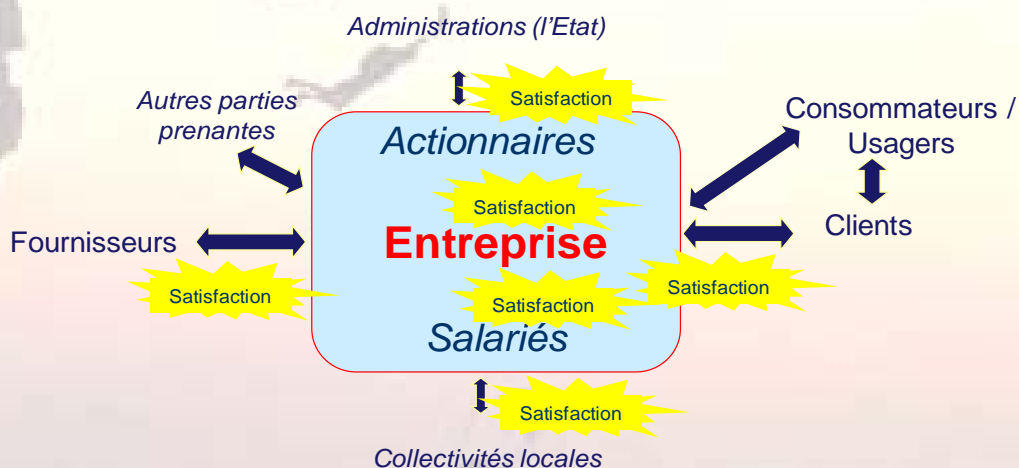 Administrations (l'Etat)
Satisfaction
Autres parties
prenantes
Consommateurs /
Usagers
Actionnaires
Satisfaction
Clients
Fournisseurs
Entreprise
Satisfaction
Satisfaction
Satisfaction
Salariés
Satisfaction
Collectivités locales